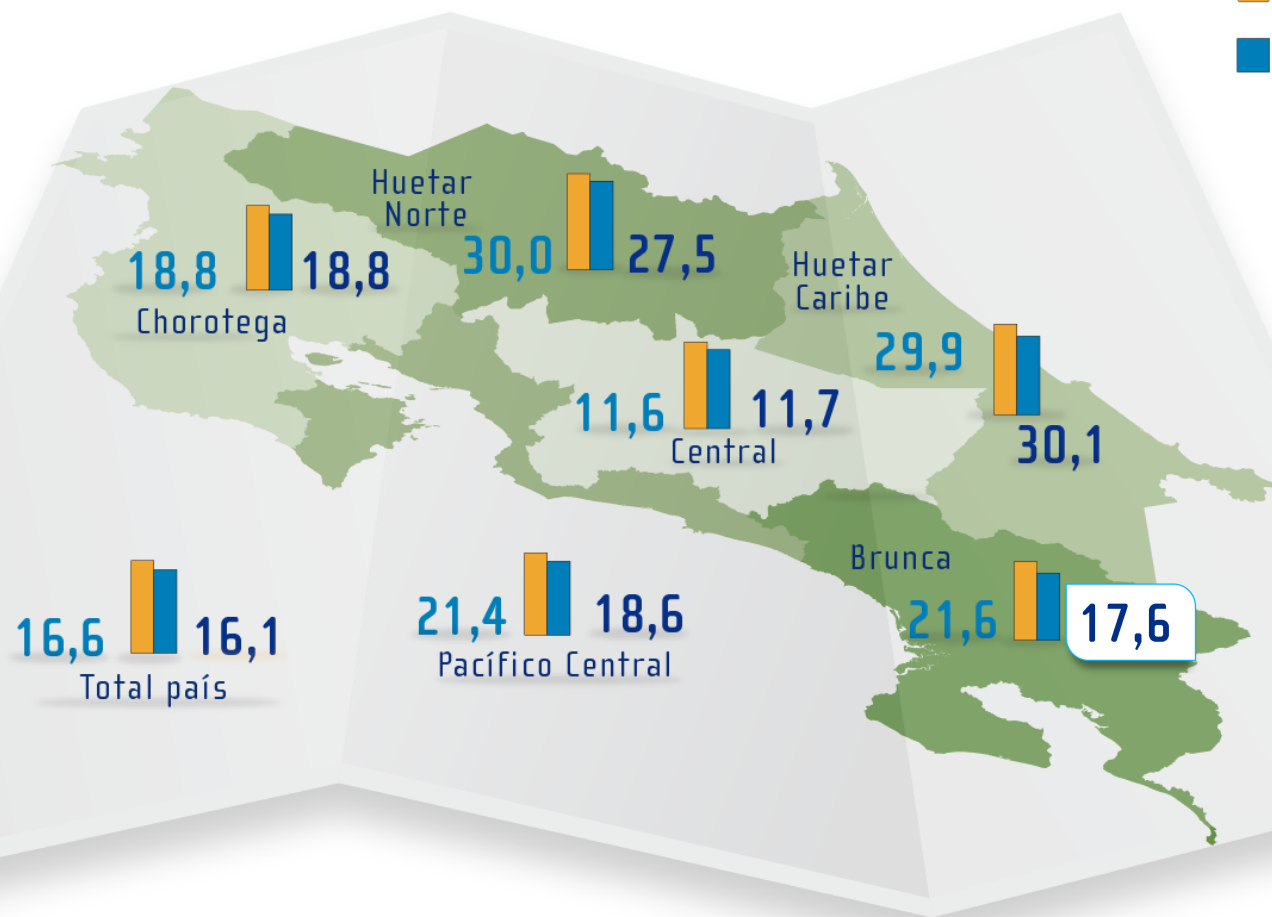 Huetar
Norte
30,0 27,5
18,8 18,8
Chorotega
Huetar
Caribe
29,9
30,1
11,6 11,7
Central
Brunca
21,6 17,6
21,4 18,6
Pacífico Central
16,6 16,1
Total país